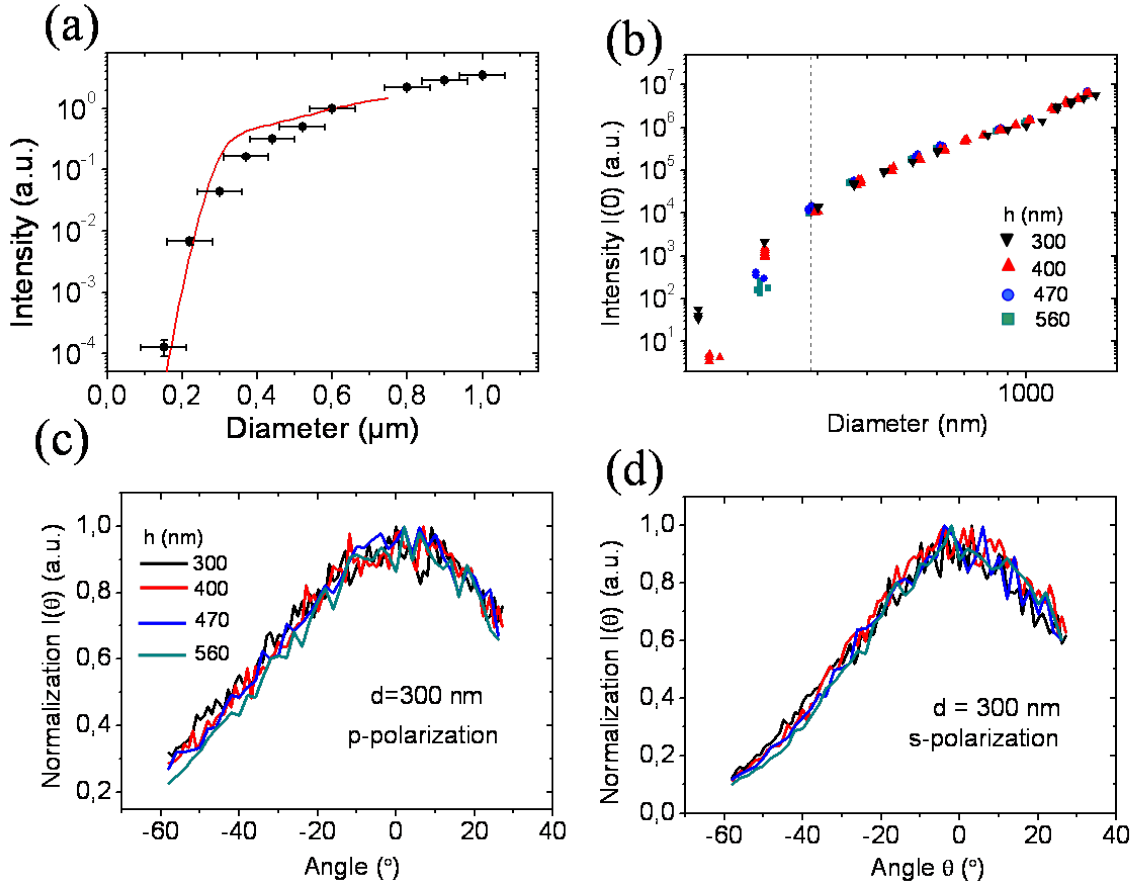 (a)
Intensity (a.u.)
10^0
10^-1
10^-2
10^-3
10^-4
0,0 0,2 0,4 0,6 0,8 1,0
Diameter (µm)
(b)
Intensity I(0) (a.u.)
10^7
10^6
10^5
10^4
10^3
10^2
10^1
h (nm)
300
400
470
560
1000
Diameter (nm)
(c)
Normalization I(θ) (a.u.)
1,0
0,8
0,6
0,4
0,2
h (nm)
300
400
470
560
d=300 nm
p-polarization
-60 -40 -20 0 20 40
Angle (°)
(d)
Normalization I(θ) (a.u.)
1,0
0,8
0,6
0,4
0,2
0,0
d = 300 nm
s-polarization
-60 -40 -20 0 20 40
Angle θ (°)